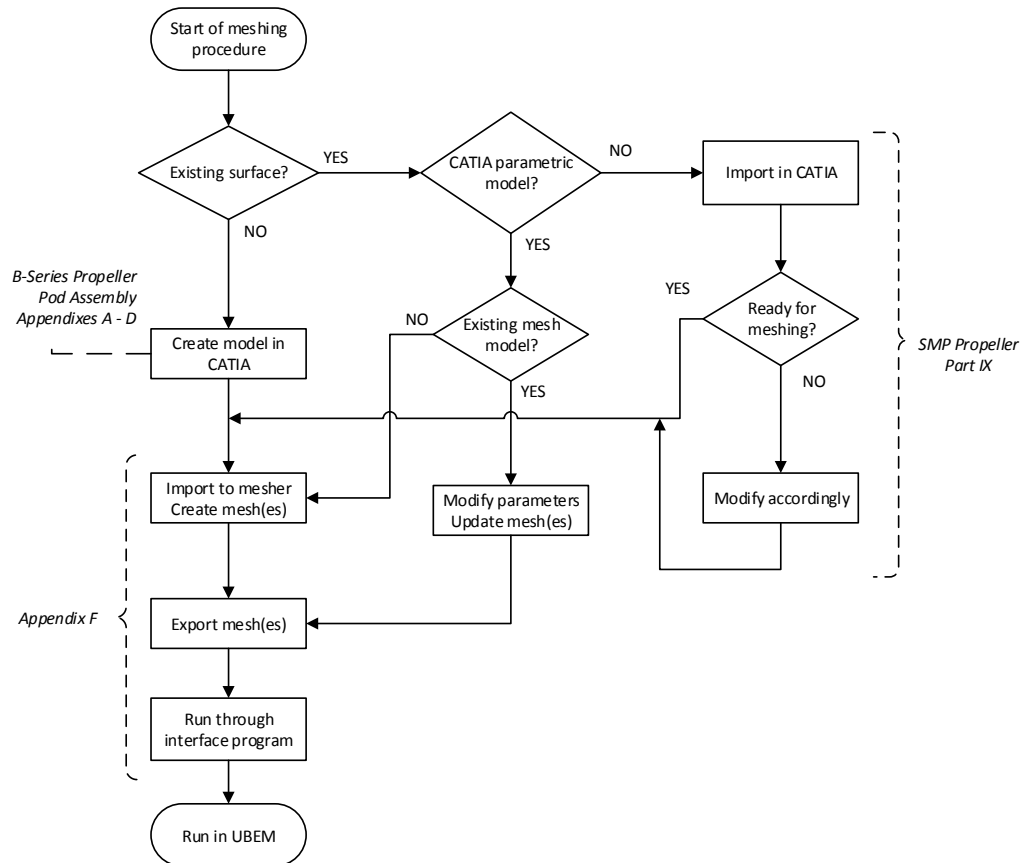 Start of meshing
procedure
Existing surface?
YES
CATIA parametric
model?
NO
Import in CATIA
NO
YES
B-Series Propeller
Pod Assembly
Appendixes A - D
Create model in
CATIA
NO
Existing mesh
model?
YES
YES
Ready for
meshing?
NO
SMP Propeller
Part IX
Import to mesher
Create mesh(es)
Modify parameters
Update mesh(es)
Modify accordingly
Appendix F
Export mesh(es)
Run through
interface program
Run in UBEM